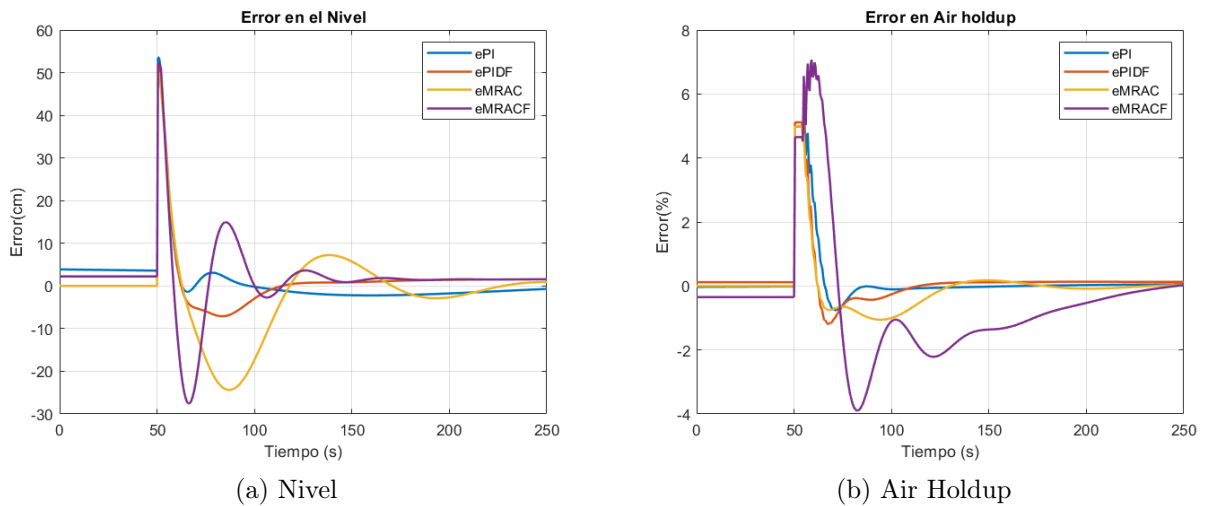 Error en el Nivel
60
50
40
30
20
10
0
-10
-20
-30
Error(cm)
0
50
100
150
200
250
Tiempo (s)
ePI
ePIDF
eMRAC
eMRACF
(a) Nivel
Error en Air holdup
8
6
4
2
0
-2
-4
Error(%)
0
50
100
150
200
250
Tiempo (s)
ePI
ePIDF
eMRAC
eMRACF
(b) Air Holdup